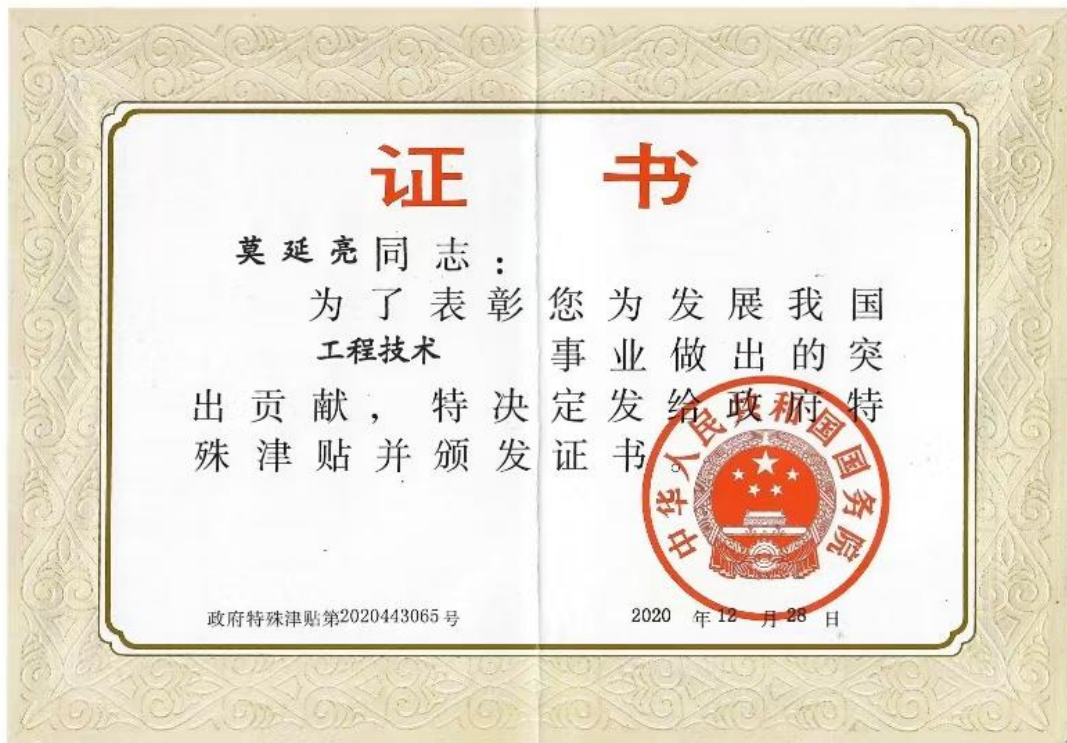 证 书
莫延亮同志：
为了表彰您为发展我国
工程技术 事业做出的突
出贡献，特决定发给政府特
殊津贴并颁发证书。
中华人民共和国国务院
政府特殊津贴第2020443065号
2020 年 12 月 28 日